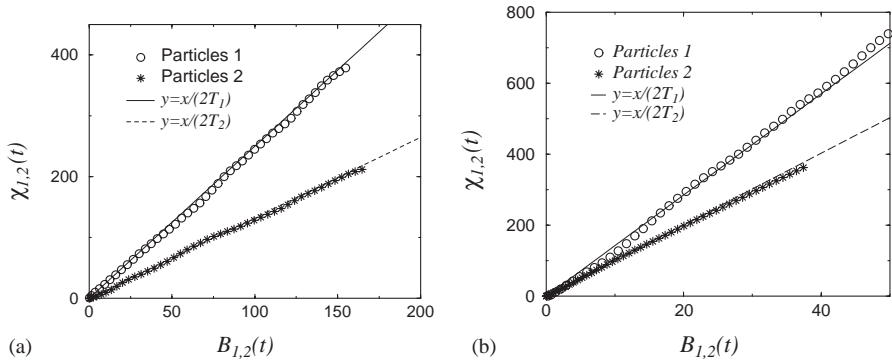 400
200
0
χ1,2(t)
Particles 1
Particles 2
y=x/(2T1)
y=x/(2T2)
0 50 100 150 200
(a) B1,2(t)
800
600
400
200
0
χ1,2(t)
Particles 1
Particles 2
y=x/(2T1)
y=x/(2T2)
0 20 40
(b) B1,2(t)